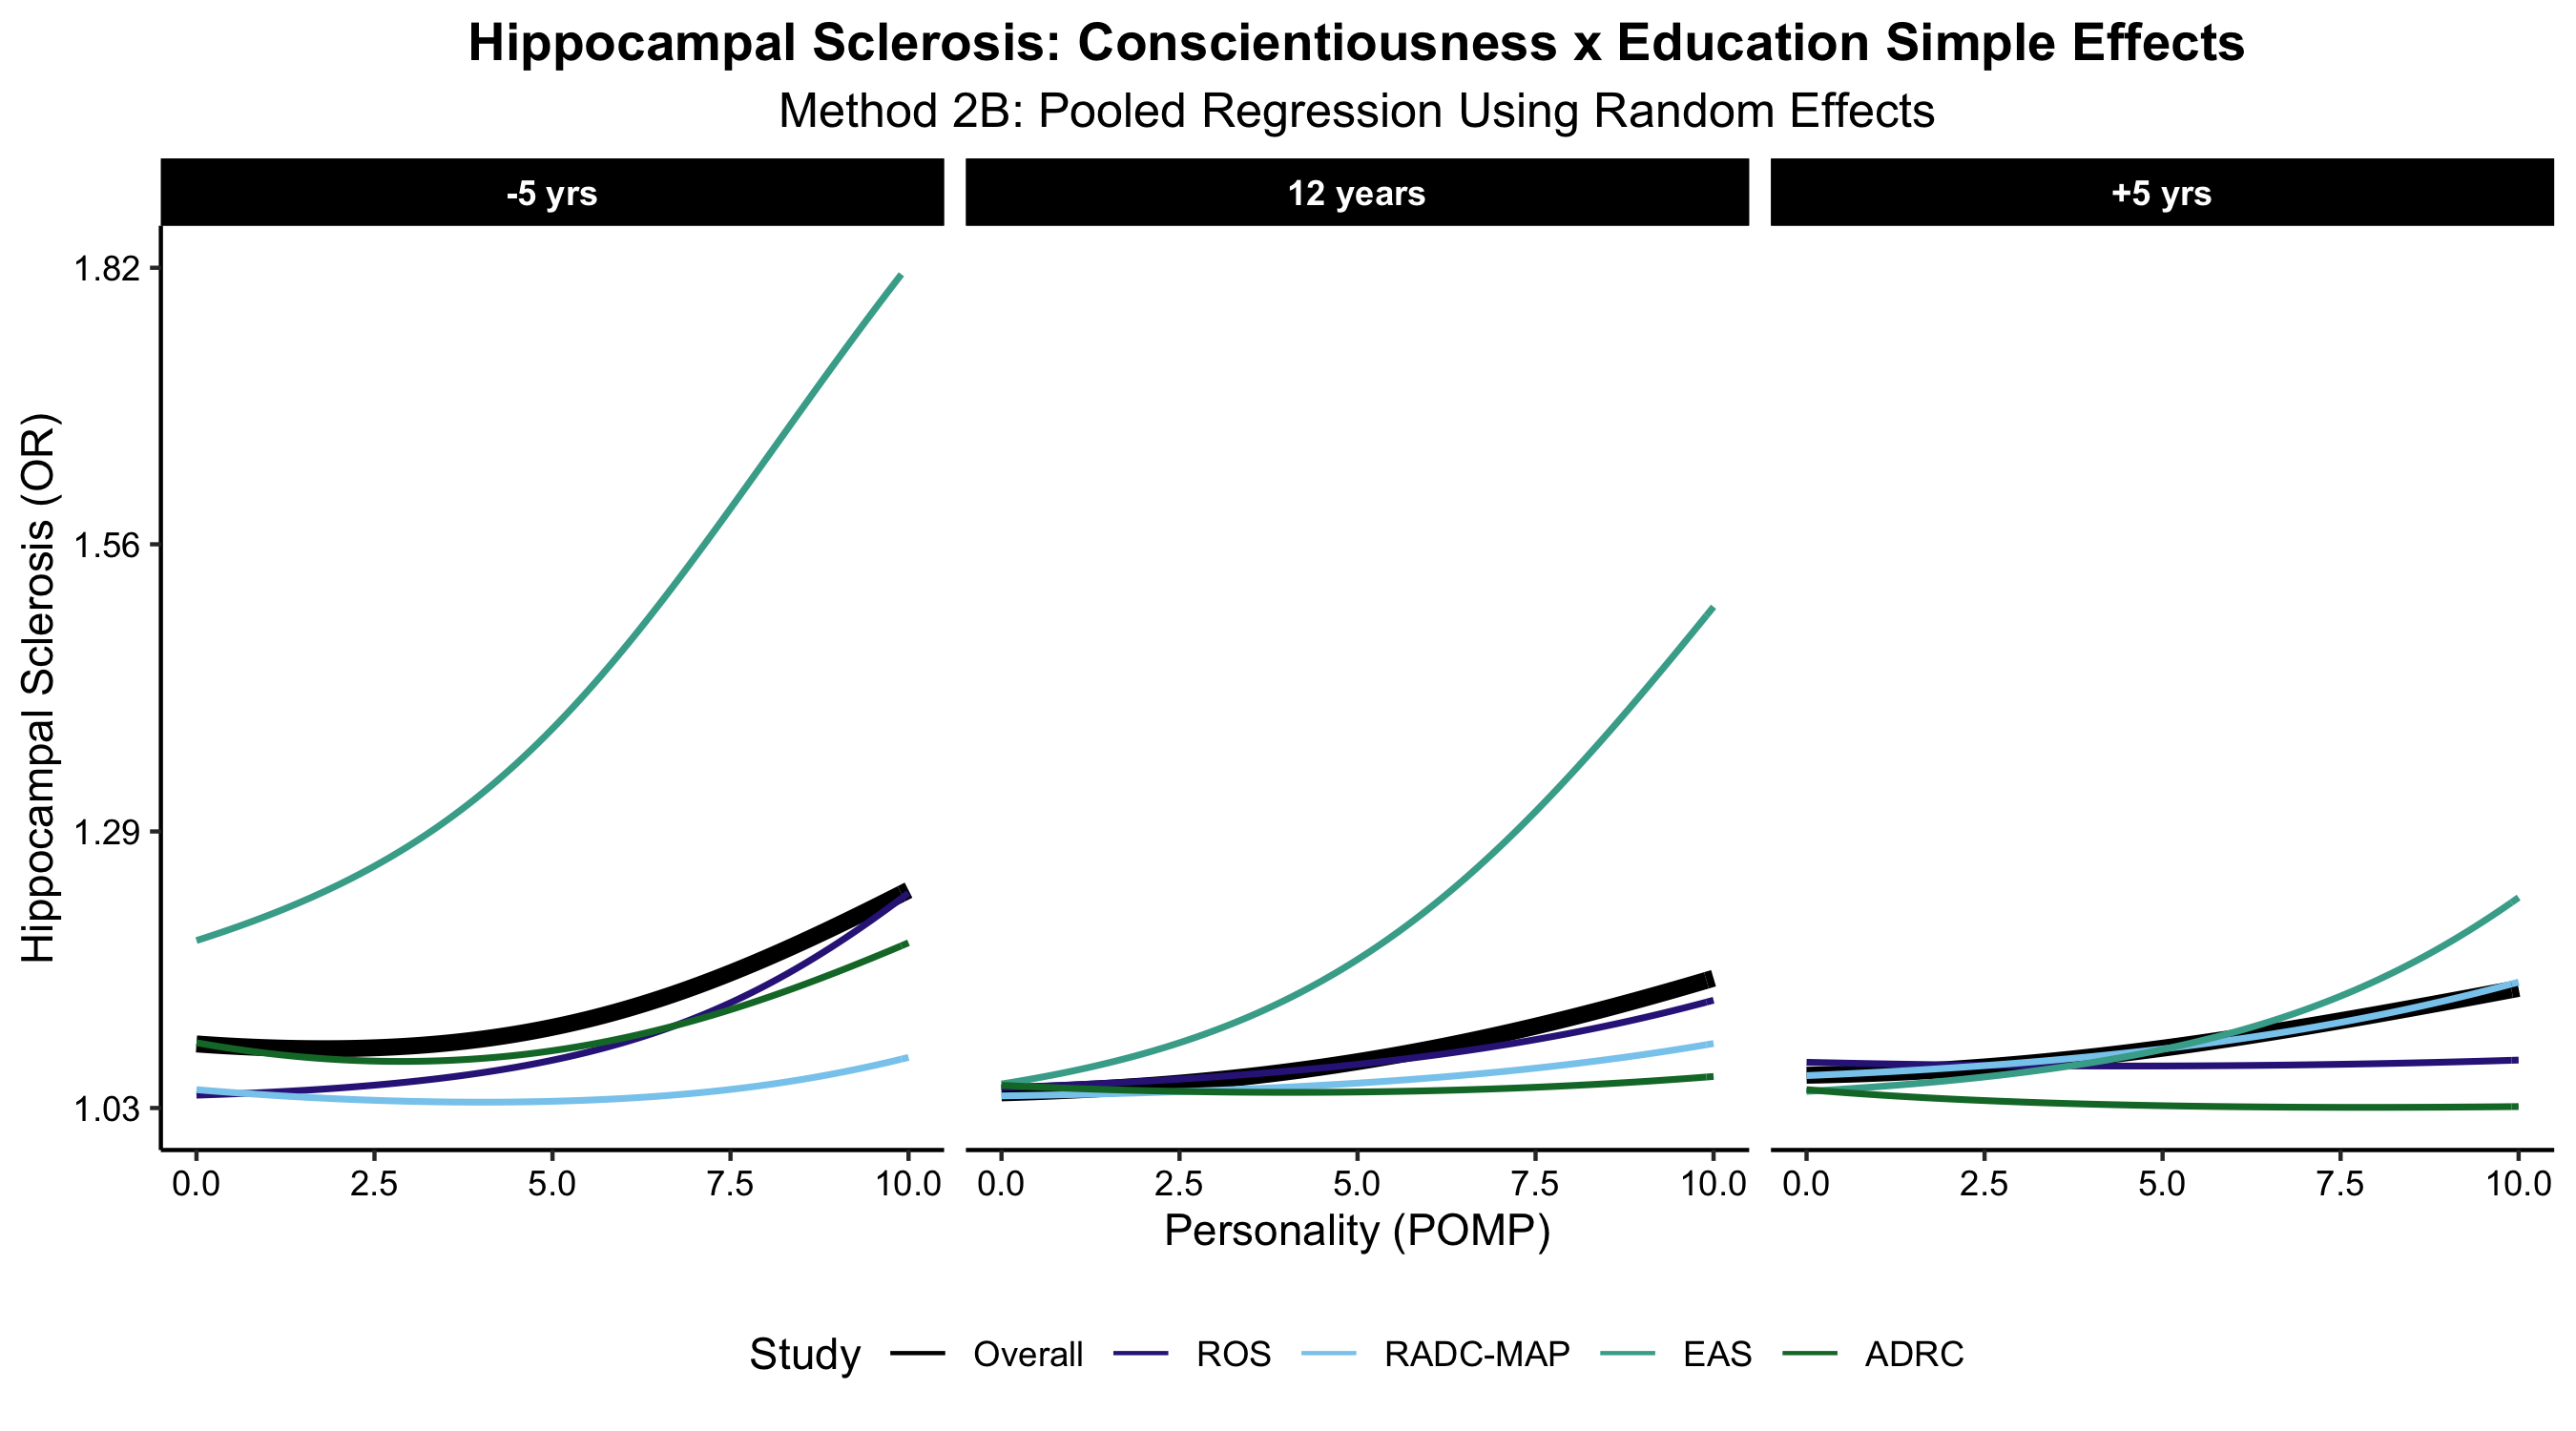 Hippocampal Sclerosis: Conscientiousness x Education Simple Effects
Method 2B: Pooled Regression Using Random Effects
-5 yrs
12 years
+5 yrs
Hippocampal Sclerosis (OR)
1.82
1.56
1.29
1.03
0.0 2.5 5.0 7.5 10.0
0.0 2.5 5.0 7.5 10.0
0.0 2.5 5.0 7.5 10.0
Personality (POMP)
Study Overall ROS RADC-MAP EAS ADRC